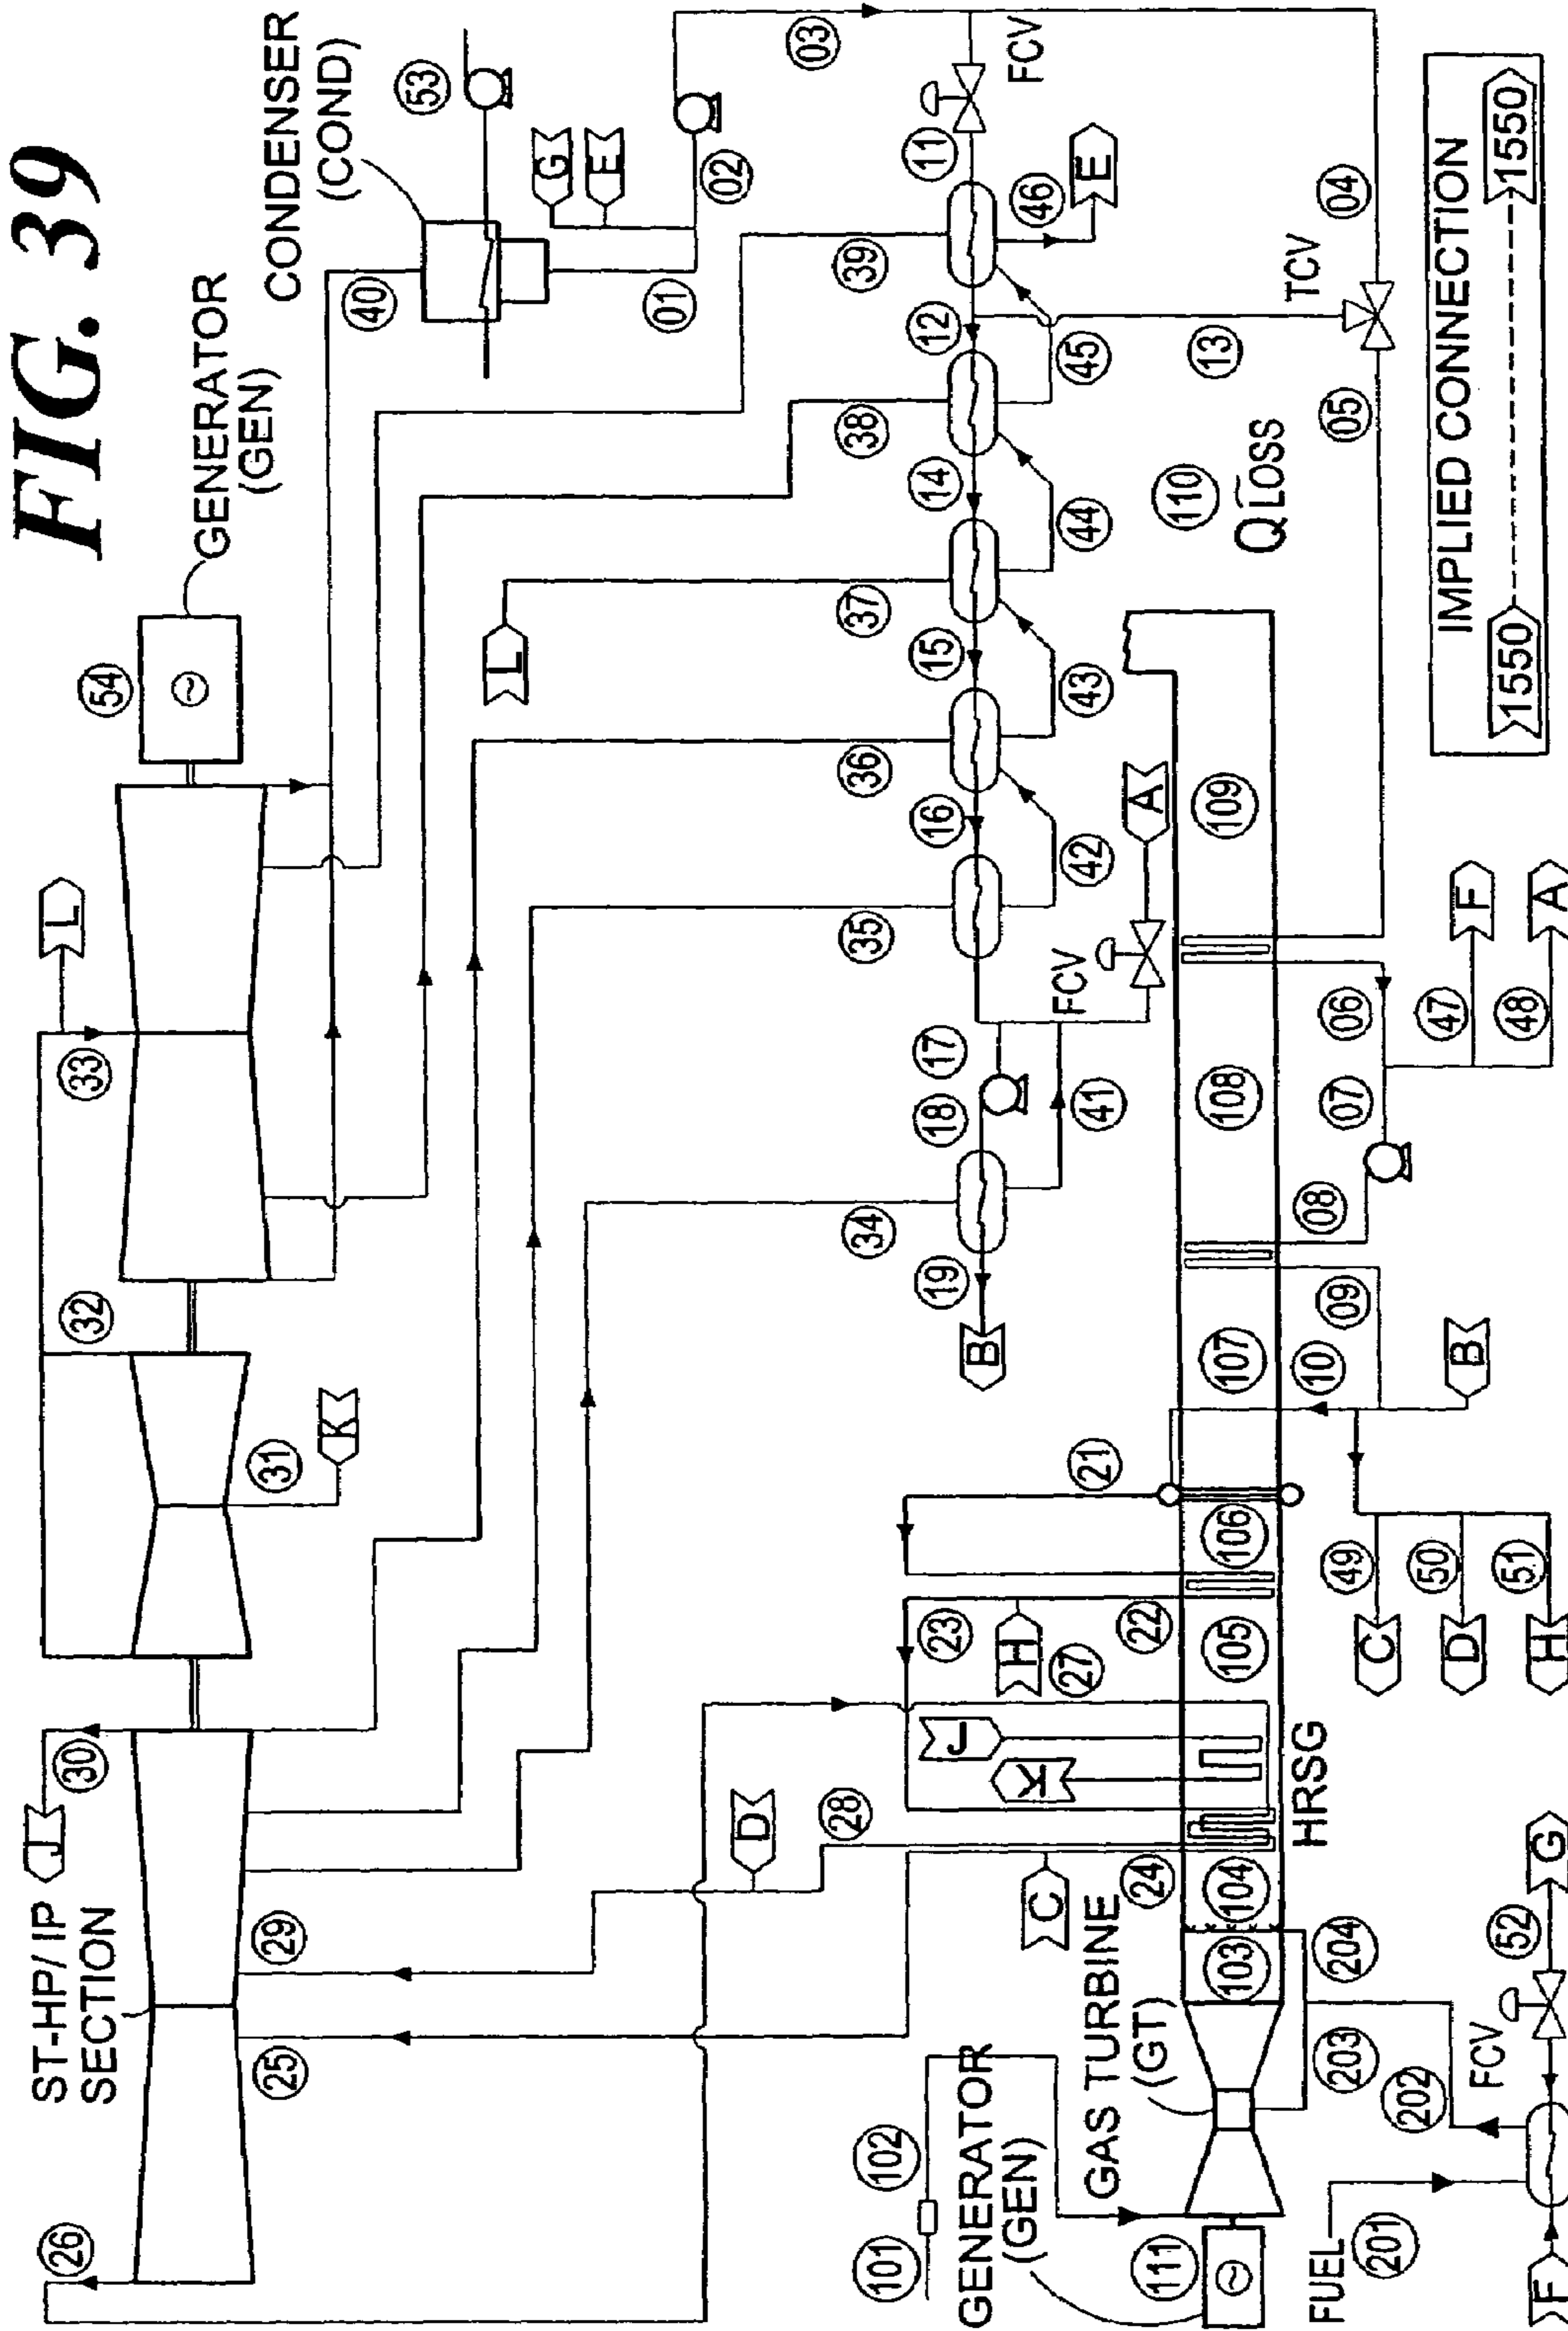 FIG. 39
GENERATOR
(GEN)
CONDENSER
(COND)
ST-HP/IP
SECTION
54
53
40
G
E
01
02
03
FCV
11
46
E
39
12
45
13
TCV
04
05
38
14
44
110
Q LOSS
L
37
15
43
36
16
42
35
A
FCV
109
17
18
41
34
19
B
108
06
47
F
48
A
07
08
09
10
107
B
L
33
32
31
K
30
J
29
25
26
21
106
22
23
H
27
105
J
K
28
D
C
24
104
HRSG
49
C
50
D
51
H
103
204
203
202
GAS TURBINE
(GT)
GENERATOR
(GEN)
101
102
111
FUEL
201
F
FCV
52
G
IMPLIED CONNECTION
1550
1550